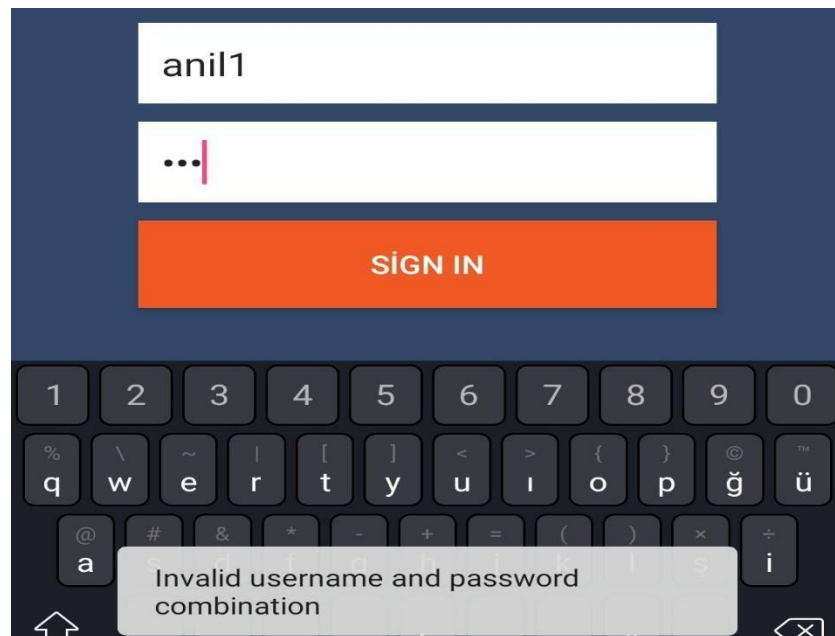 anil1
•••
SİGN IN
1 2 3 4 5 6 7 8 9 0
% \ ~ | [ ] < > { } © ™
q w e r t y u ı o p ğ ü
@ # & * - + = ( ) × ÷
a i
Invalid username and password
combination